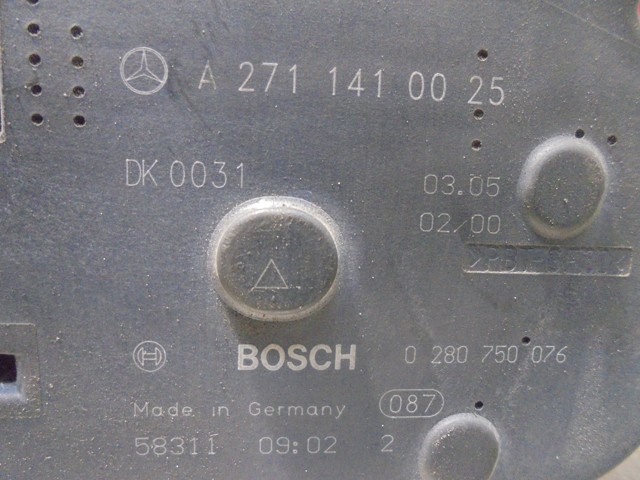 A 271 141 00 25
DK 0031
03.05
02/00
BOSCH 0 280 750 076
Made in Germany 087
58311 09:02 2